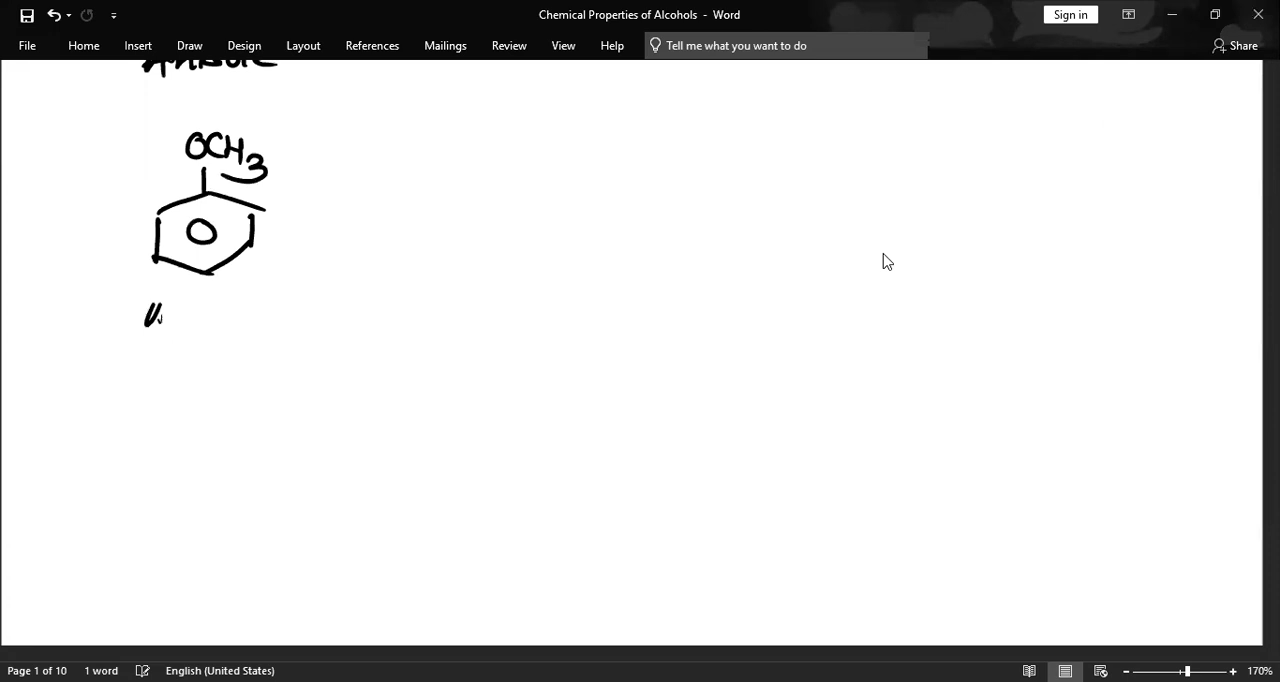 Chemical Properties of Alcohols - Word
Sign in
File Home Insert Draw Design Layout References Mailings Review View Help Tell me what you want to do Share
OCH3
Page 1 of 10 1 word English (United States) 170%